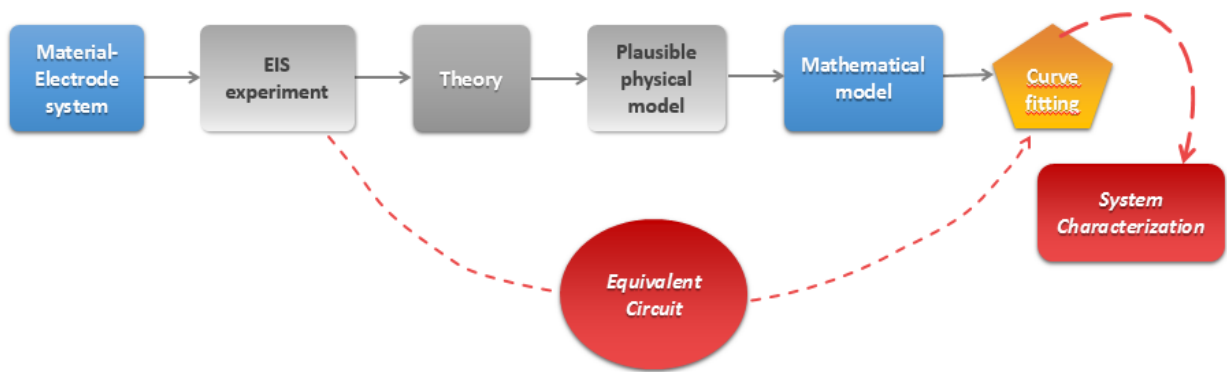 Material-
Electrode
system
EIS
experiment
Theory
Plausible
physical
model
Mathematical
model
Curve
fitting
System
Characterization
Equivalent
Circuit